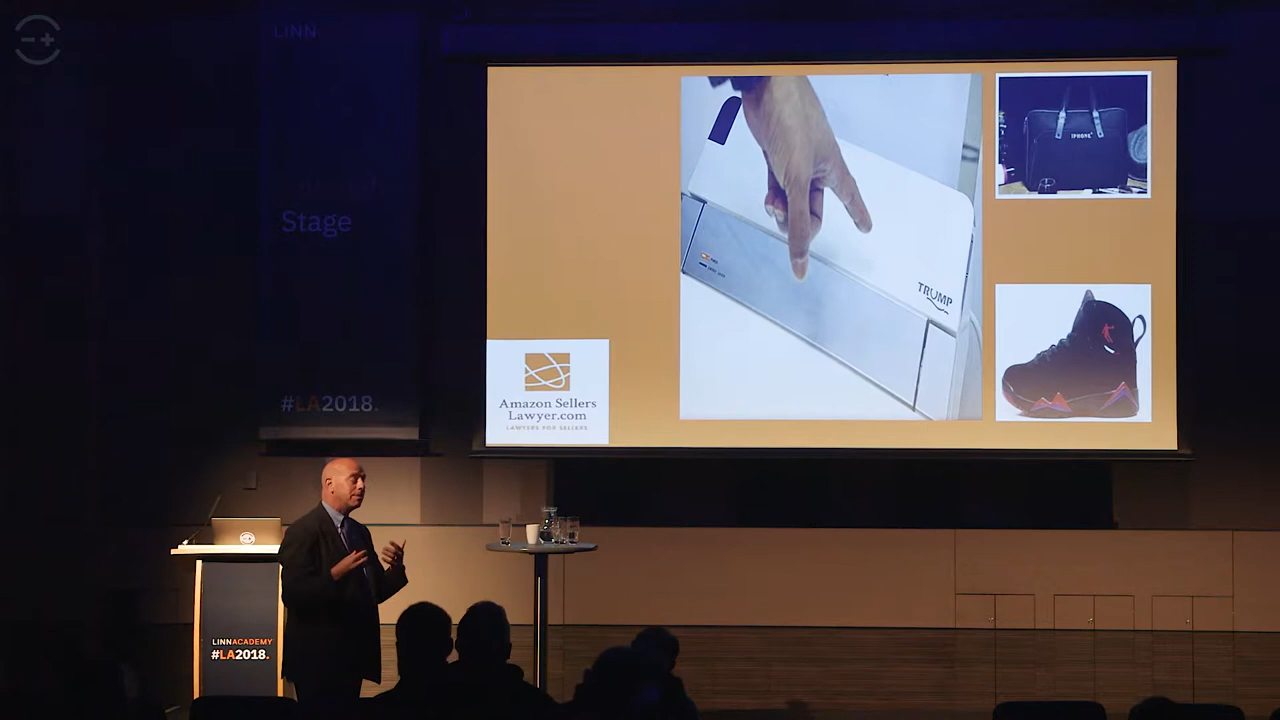 LINN
Stage
#LA2018.
IPHONE
TRUMP
Amazon Sellers
Lawyer.com
LAWYERS FOR SELLERS
LINNACADEMY
#LA2018.